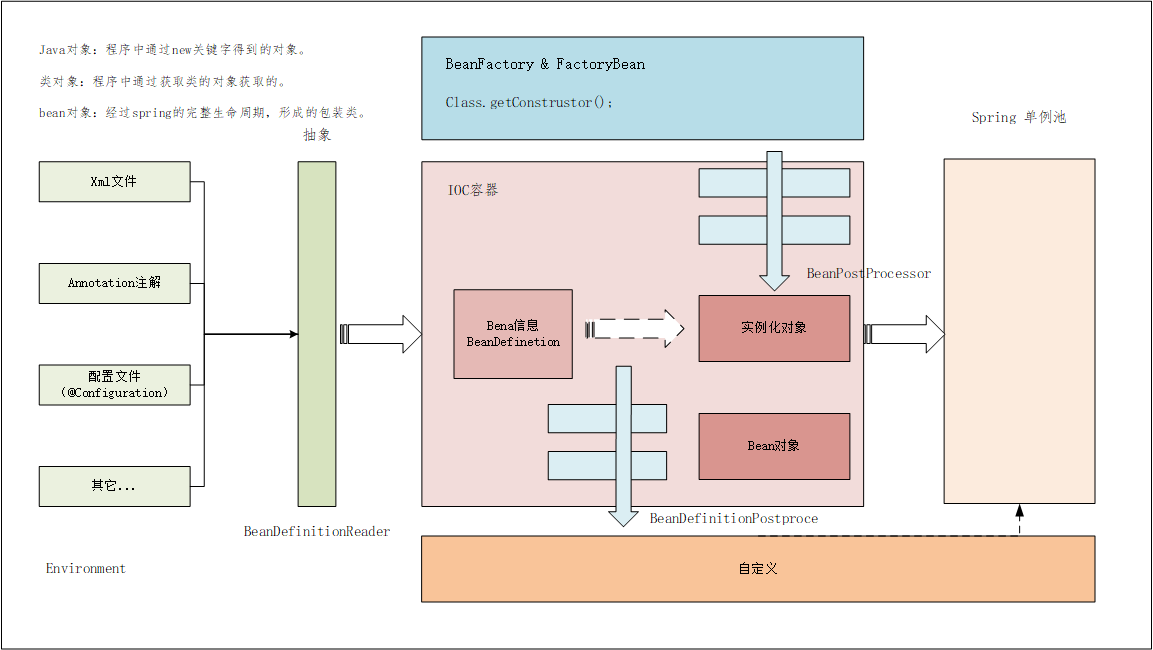 Java对象: 程序中通过new关键字得到的对象。
类对象: 程序中通过获取类的对象获取的。
bean对象: 经过spring的完整生命周期, 形成的包装类。
抽象
BeanFactory & FactoryBean
Class.getConstrustor();
Spring 单例池
Xml文件
IOC容器
Annotation注解
BeanPostProcessor
Bena信息
BeanDefinetion
实例化对象
配置文件
(@Configuration)
Bean对象
其它...
BeanDefinitionReader
BeanDefinitionPostproce
Environment
自定义